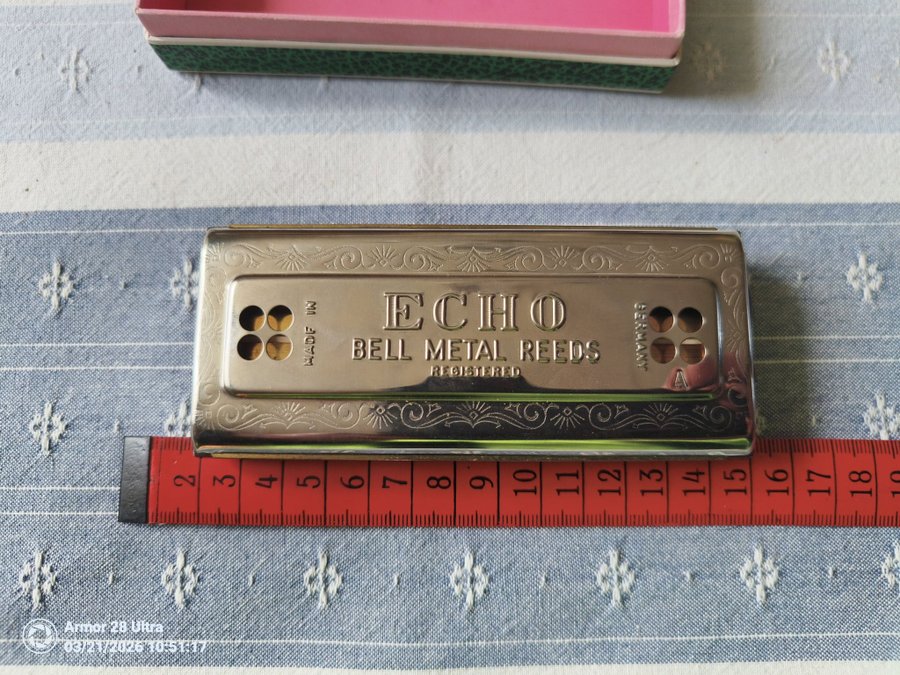 ECHO
MADE IN
BELL METAL REEDS
GERMANY
REGISTERED
A
2 3 4 5 6 7 8 9 10 11 12 13 14 15 16 17 18 19
Armor 28 Ultra
03/21/2026 10:51:17